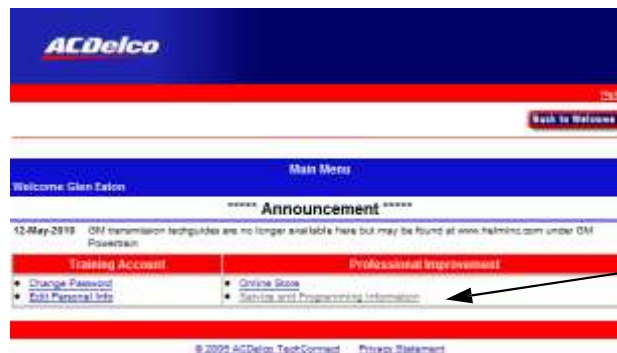 ACDelco
Back to Welcome
Main Menu
Welcome Glen Eaton
***** Announcement *****
12-May-2010 GM transmission techguides are no longer available here but may be found at www.helminc.com under GM
Powertrain
Training Account Professional Improvement
• Change Password • Online Store
• Edit Personal Info • Service and Programming Information
© 2005 ACDelco TechConnect Privacy Statement